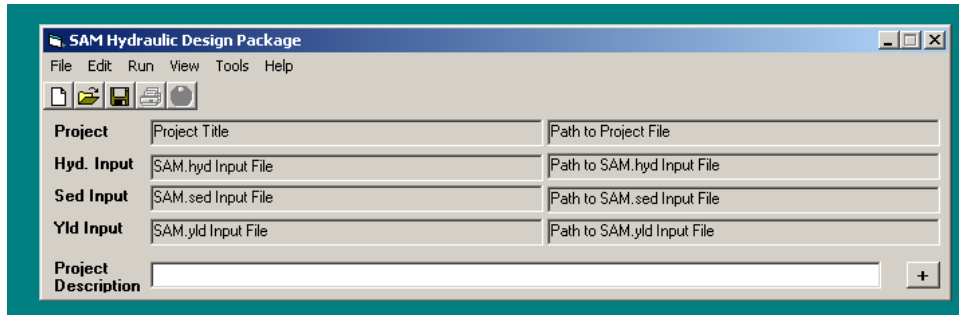 SAM Hydraulic Design Package
File Edit Run View Tools Help
Project Project Title Path to Project File
Hyd. Input SAM.hyd Input File Path to SAM.hyd Input File
Sed Input SAM.sed Input File Path to SAM.sed Input File
Yld Input SAM.yld Input File Path to SAM.yld Input File
Project
Description +